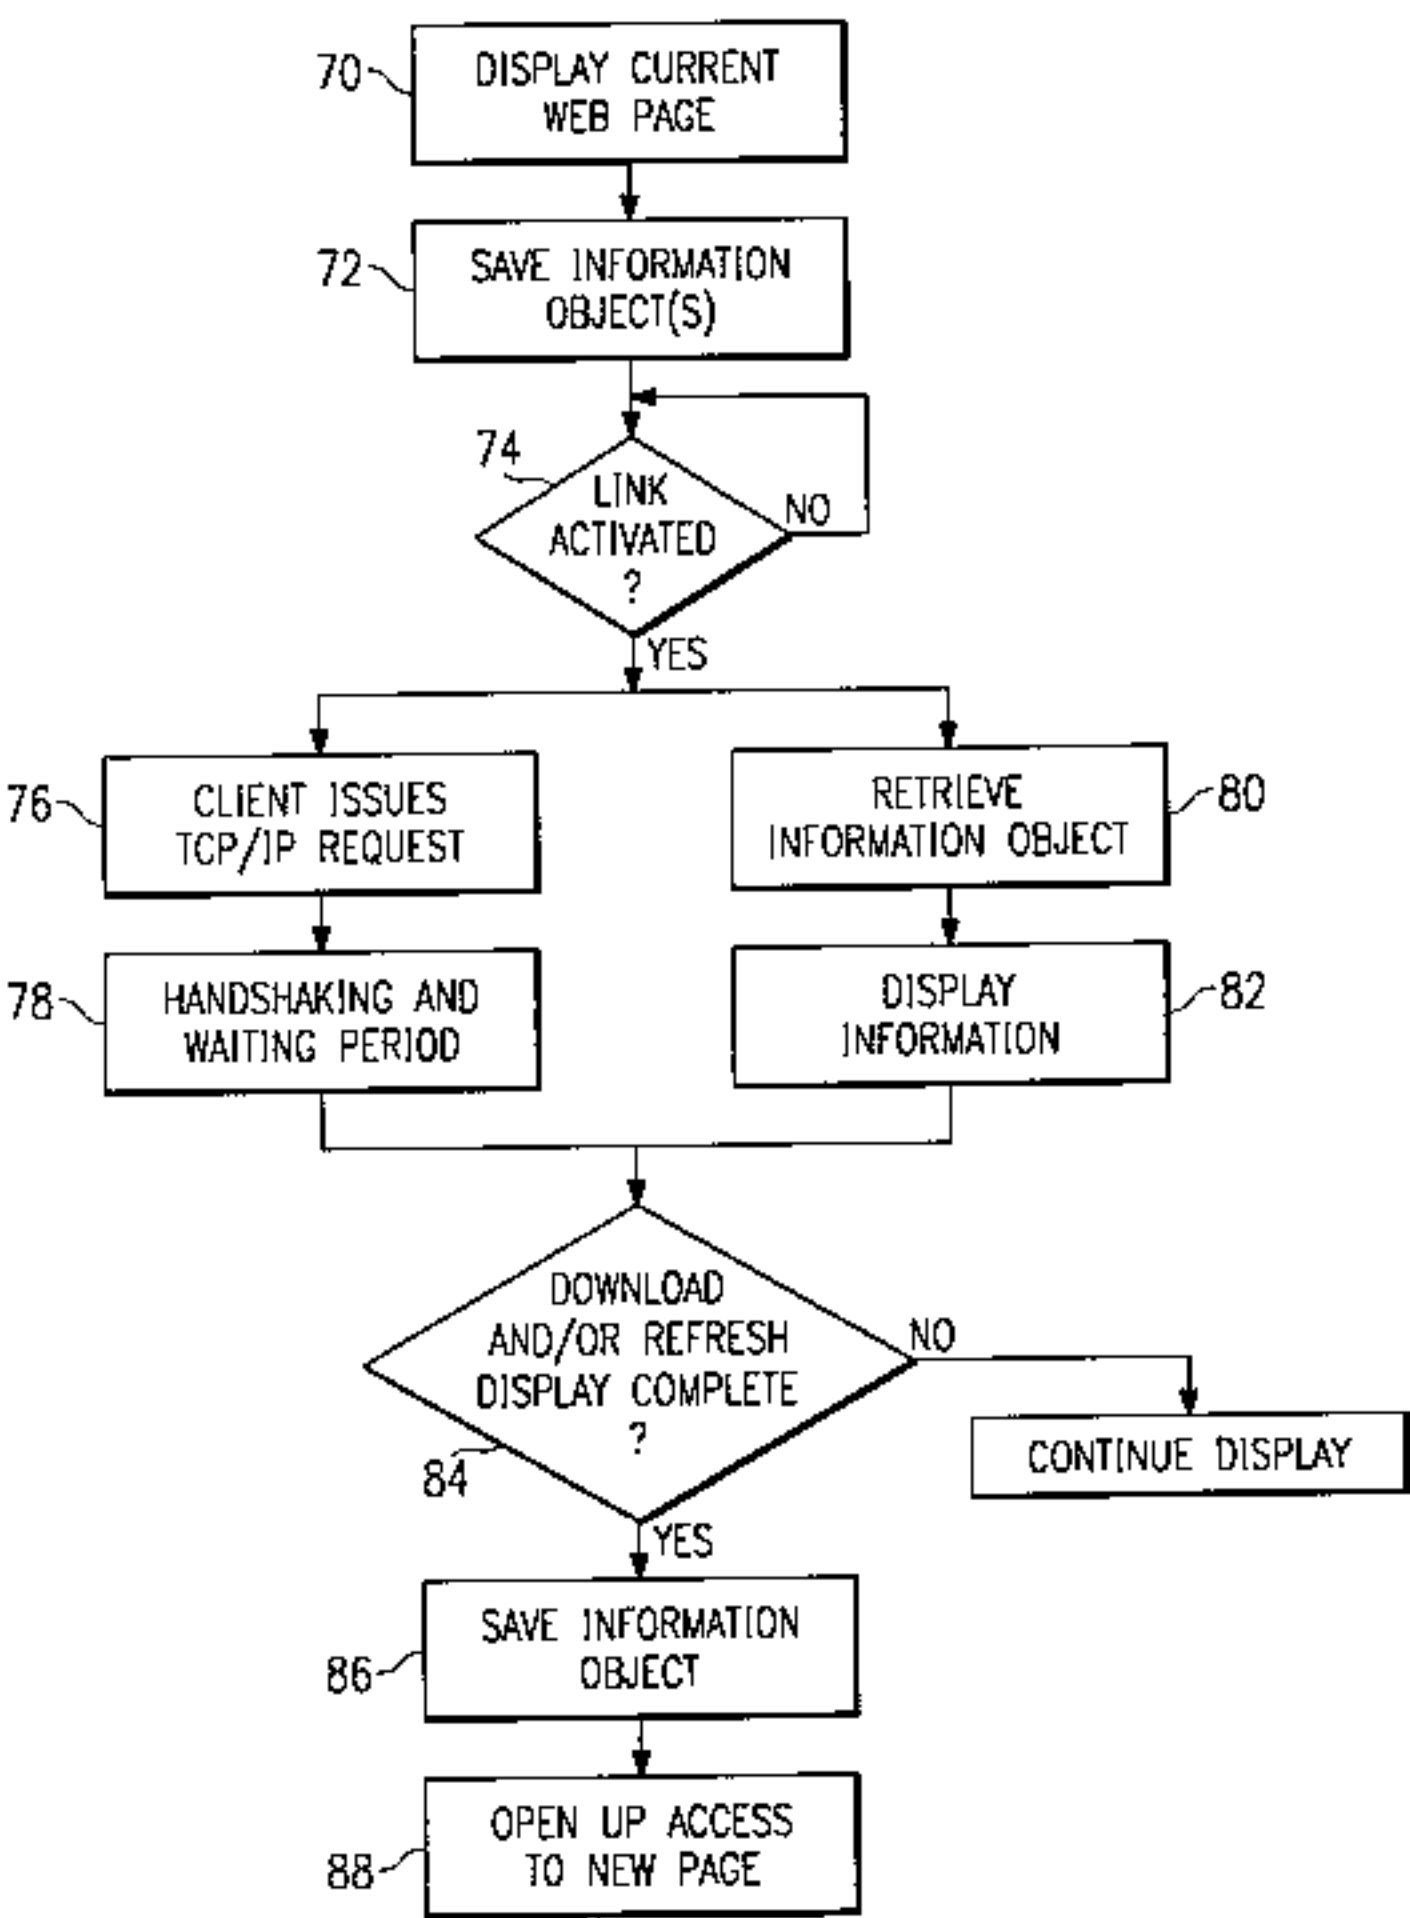 70
DISPLAY CURRENT
WEB PAGE
72
SAVE INFORMATION
OBJECT(S)
74
LINK
ACTIVATED
?
NO
YES
76
CLIENT ISSUES
TCP/IP REQUEST
RETRIEVE
INFORMATION OBJECT
80
78
HANDSHAKING AND
WAITING PERIOD
DISPLAY
INFORMATION
82
DOWNLOAD
AND/OR REFRESH
DISPLAY COMPLETE
?
NO
84
CONTINUE DISPLAY
YES
SAVE INFORMATION
OBJECT
86
OPEN UP ACCESS
TO NEW PAGE
88